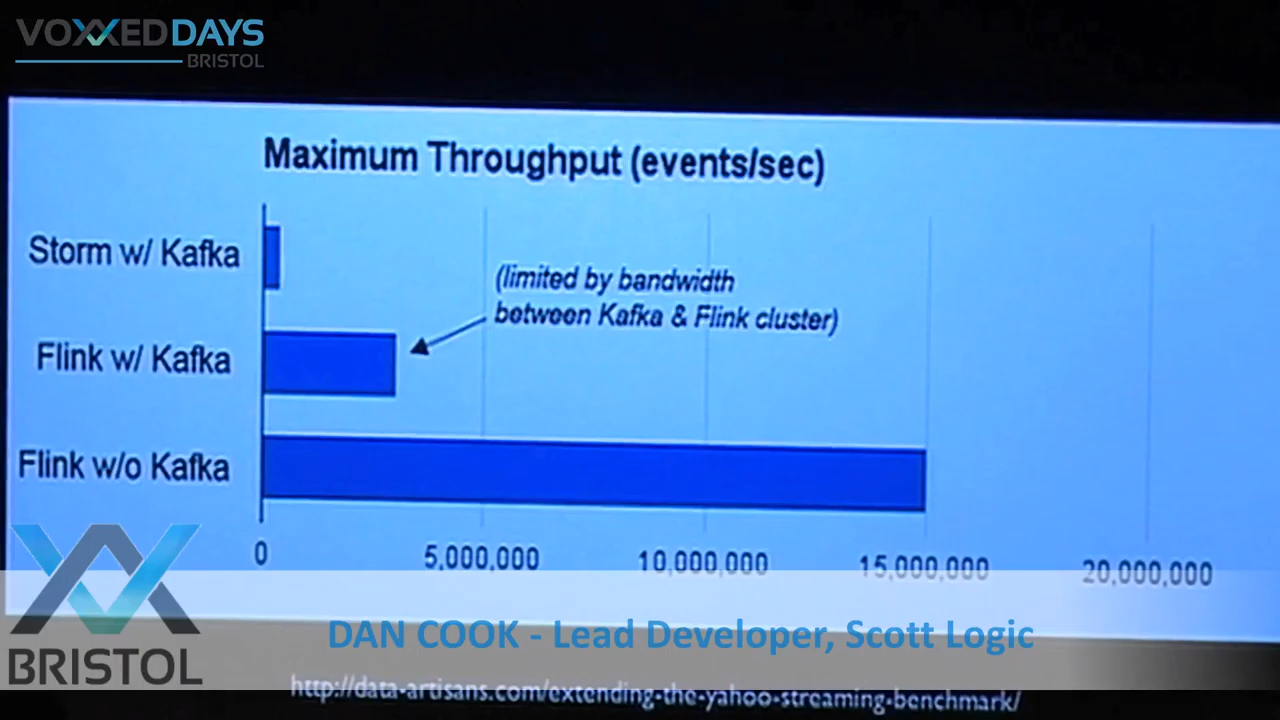 VOXXEDDAYS
BRISTOL
Maximum Throughput (events/sec)
Storm w/ Kafka
(limited by bandwidth
between Kafka & Flink cluster)
Flink w/ Kafka
Flink w/o Kafka
0 5,000,000 10,000,000 15,000,000 20,000,000
DAN COOK - Lead Developer, Scott Logic
BRISTOL
http://data-artisans.com/extending-the-yahoo-streaming-benchmark/